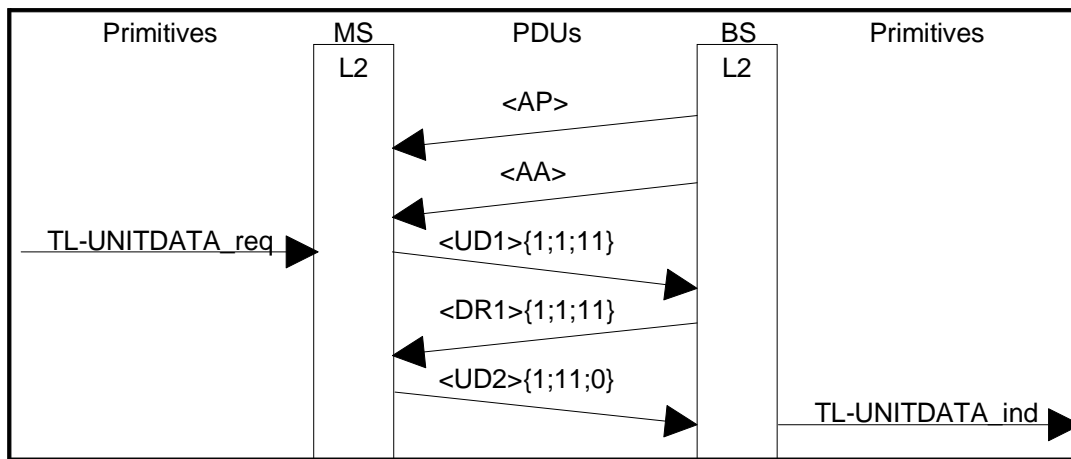 Primitives MS PDUs BS Primitives
L2 L2
<AP>
<AA>
TL-UNITDATA_req <UD1>{1;1;11}
<DR1>{1;1;11}
<UD2>{1;11;0}
TL-UNITDATA_ind